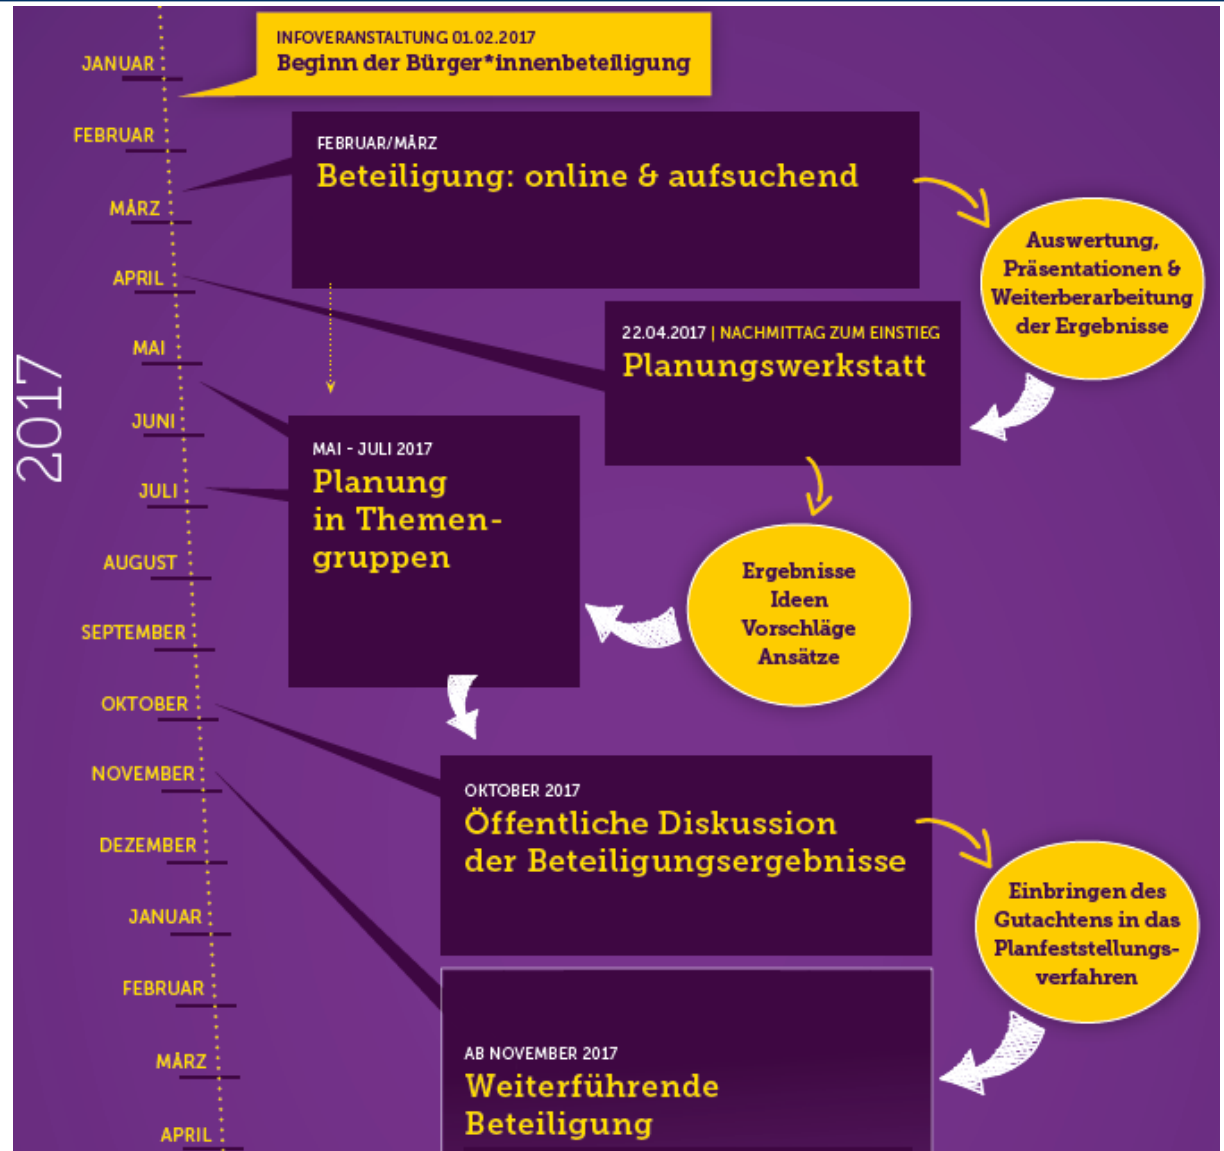 INFOVERANSTALTUNG 01.02.2017
Beginn der Bürger*innenbeteiligung
JANUAR
FEBRUAR
MÄRZ
APRIL
MAI
JUNI
JULI
AUGUST
SEPTEMBER
OKTOBER
NOVEMBER
DEZEMBER
JANUAR
FEBRUAR
MÄRZ
APRIL
2017
FEBRUAR/MÄRZ
Beteiligung: online & aufsuchend
Auswertung,
Präsentationen &
Weiterberarbeitung
der Ergebnisse
22.04.2017 | NACHMITTAG ZUM EINSTIEG
Planungswerkstatt
Ergebnisse
Ideen
Vorschläge
Ansätze
MAI - JULI 2017
Planung
in Themen-
gruppen
OKTOBER 2017
Öffentliche Diskussion
der Beteiligungsergebnisse
Einbringen des
Gutachtens in das
Planfeststellungs-
verfahren
AB NOVEMBER 2017
Weiterführende
Beteiligung